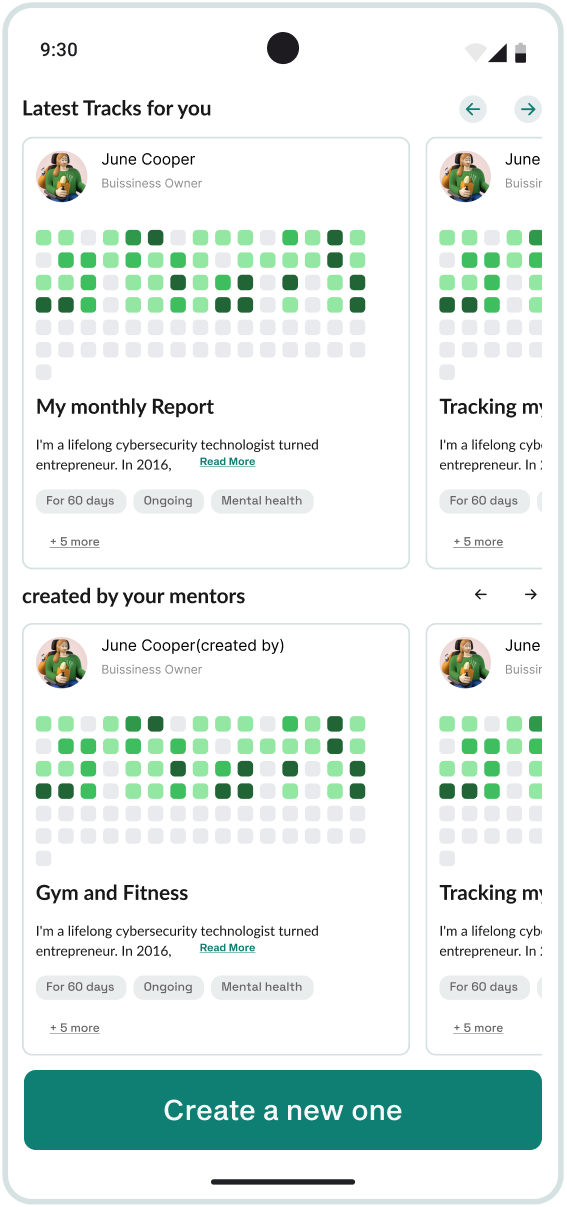 9:30
Latest Tracks for you
June Cooper
Buissiness Owner
My monthly Report
I'm a lifelong cybersecurity technologist turned
entrepreneur. In 2016,
Read More
For 60 days
Ongoing
Mental health
+ 5 more
June
Buissin
Tracking my
I'm a lifelong cyb
entrepreneur. In
For 60 days
+ 5 more
created by your mentors
June Cooper(created by)
Buissiness Owner
Gym and Fitness
I'm a lifelong cybersecurity technologist turned
entrepreneur. In 2016,
Read More
For 60 days
Ongoing
Mental health
+ 5 more
June
Buissin
Tracking my
I'm a lifelong cyb
entrepreneur. In
For 60 days
+ 5 more
Create a new one